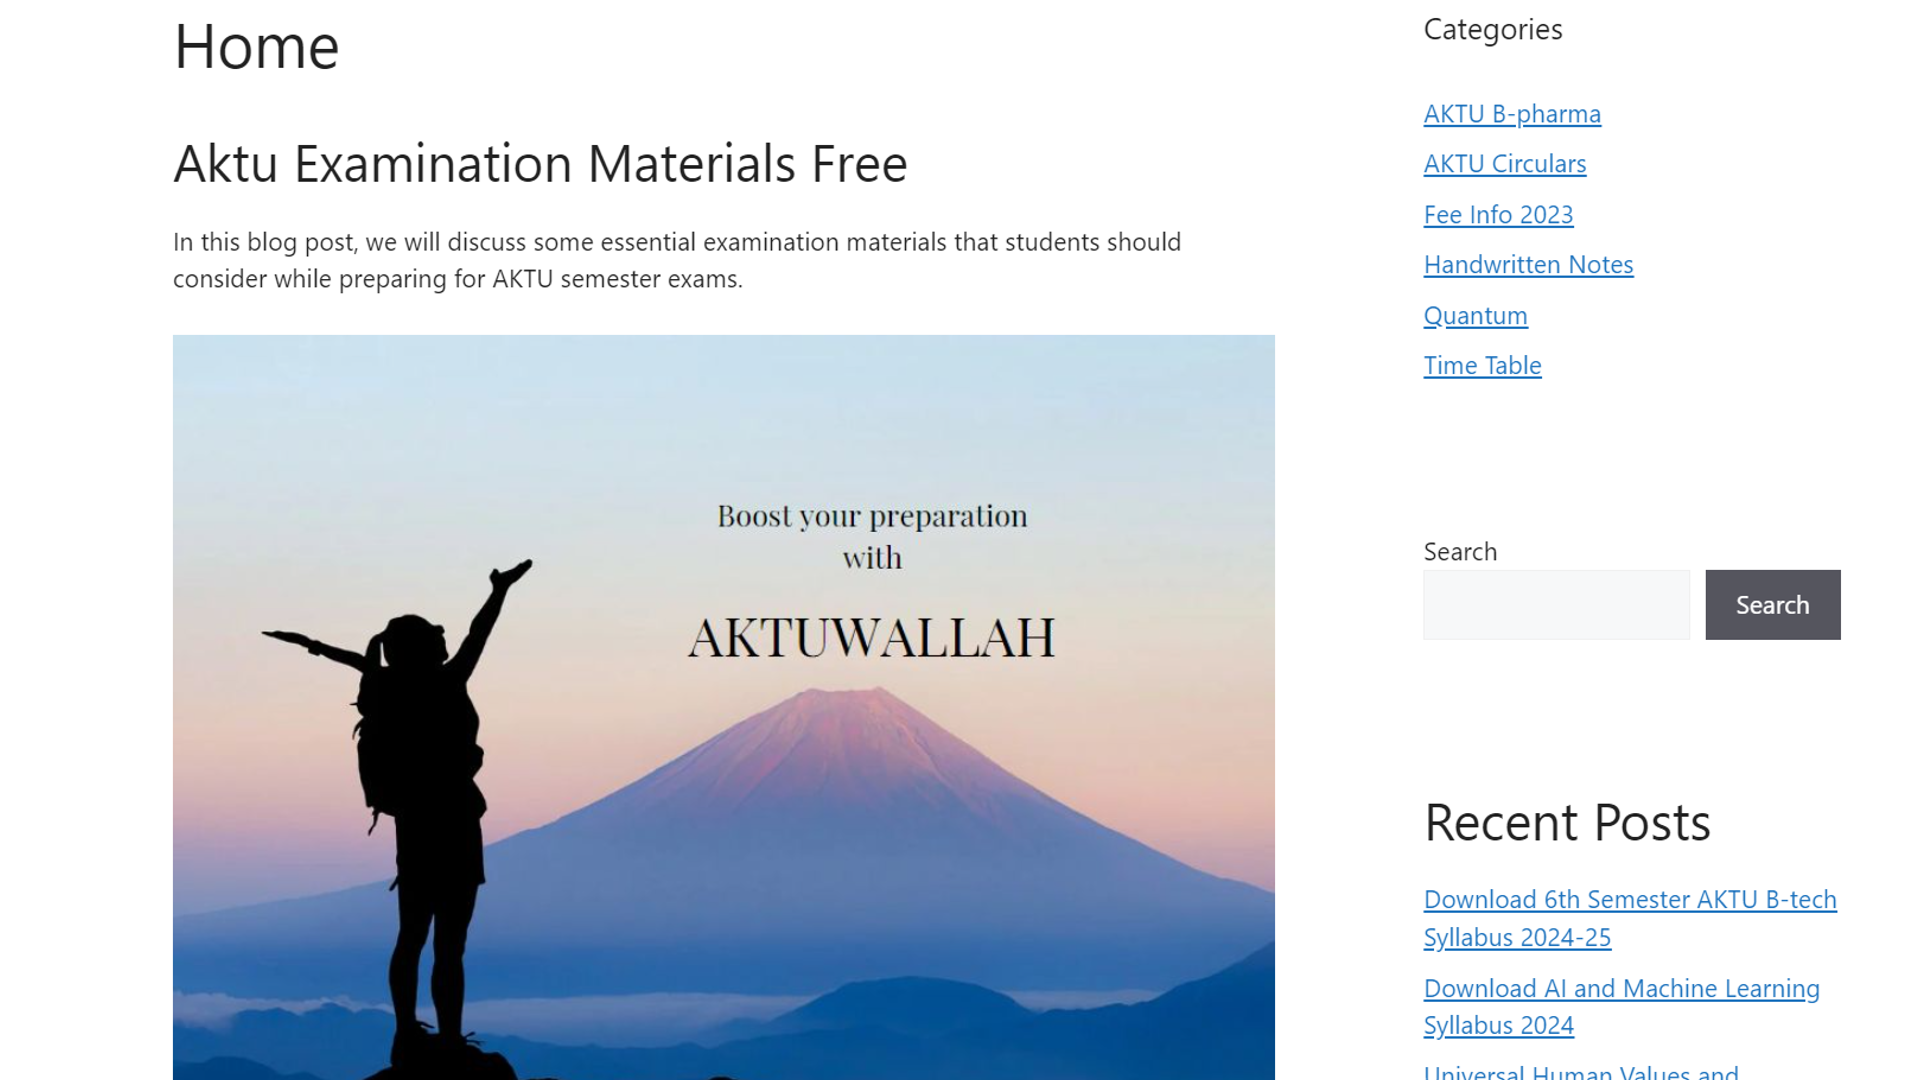 Home
Aktu Examination Materials Free
In this blog post, we will discuss some essential examination materials that students should
consider while preparing for AKTU semester exams.
Boost your preparation
with
AKTUWALLAH
Categories
AKTU B-pharma
AKTU Circulars
Fee Info 2023
Handwritten Notes
Quantum
Time Table
Search
Search
Recent Posts
Download 6th Semester AKTU B-tech
Syllabus 2024-25
Download AI and Machine Learning
Syllabus 2024
Universal Human Values and